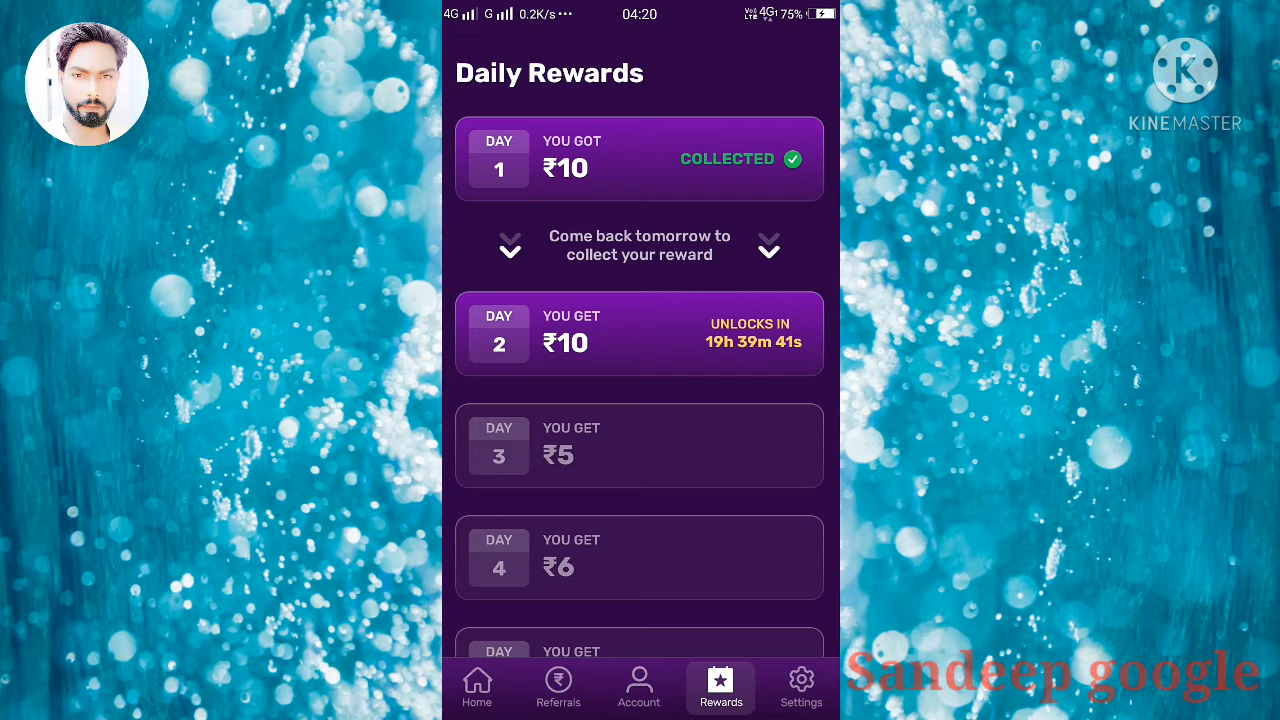 4G G 0.2K/s ··· 04:20 4G 75%
Daily Rewards
DAY
1
YOU GOT
₹10
COLLECTED
Come back tomorrow to
collect your reward
DAY
2
YOU GET
₹10
UNLOCKS IN
19h 39m 41s
DAY
3
YOU GET
₹5
DAY
4
YOU GET
₹6
DAY
YOU GET
Home
Referrals
Account
Rewards
Settings
K
KINEMASTER
Sandeep google